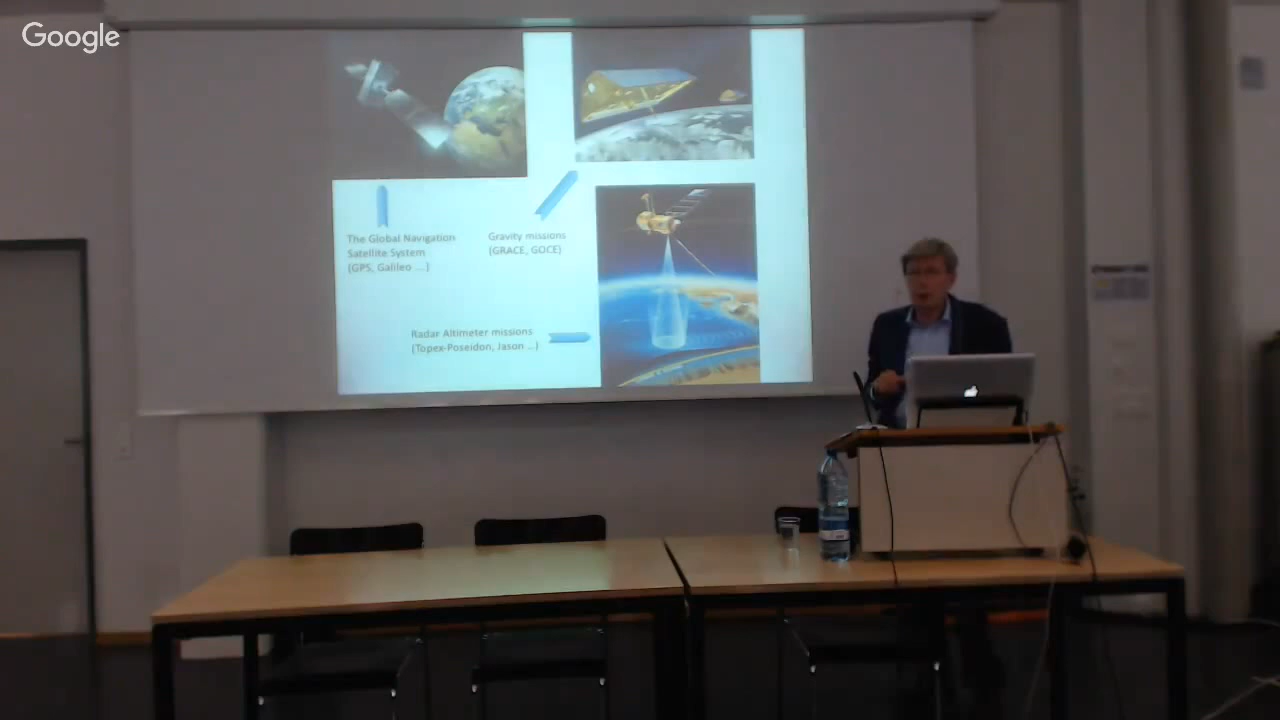 Google
The Global Navigation
Satellite System
(GPS, Galileo ...)
Gravity missions
(GRACE, GOCE)
Radar Altimeter missions
(Topex-Poseidon, Jason ...)